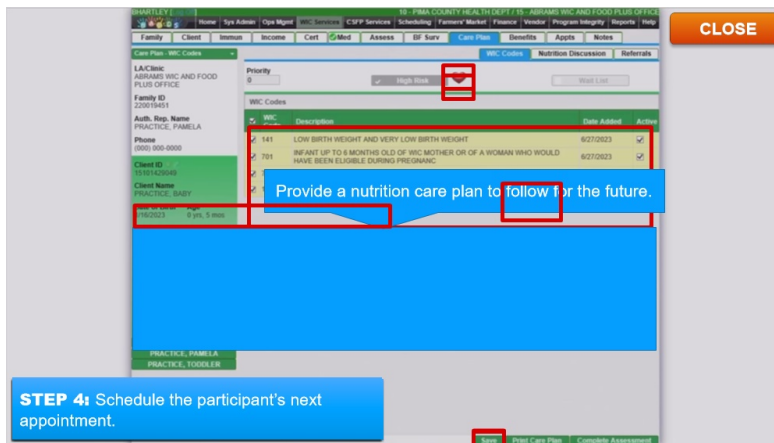 10 - PIMA COUNTY HEALTH DEPT / 15 - ABRAMS WIC AND FOOD PLUS OFFICE
Home Sys Admin Ops Mgmt WIC Services CSFP Services Scheduling Farmers' Market Finance Vendor Program Integrity Reports Help
CLOSE
Family Client Immun Income Cert Med Assess BF Surv Care Plan Benefits Appts Notes
Care Plan - WIC Codes
WIC Codes Nutrition Discussion Referrals
LA/Clinic
ABRAMS WIC AND FOOD
PLUS OFFICE
Priority
0
High Risk
Wait List
Family ID
220019451
WIC Codes
Auth. Rep. Name
PRACTICE, PAMELA
WIC
Description Date Added Active
Phone
(000) 000-0000
141 LOW BIRTH WEIGHT AND VERY LOW BIRTH WEIGHT 6/27/2023
701 INFANT UP TO 6 MONTHS OLD OF WIC MOTHER OR OF A WOMAN WHO WOULD
HAVE BEEN ELIGIBLE DURING PREGNANC 6/27/2023
Client ID
15101429049
Client Name
PRACTICE, BABY
Provide a nutrition care plan to follow for the future.
/16/2023 0 yrs, 5 mos
PRACTICE, PAMELA
PRACTICE, TODDLER
STEP 4: Schedule the participant's next
appointment.
Save Print Care Plan Complete Assessment